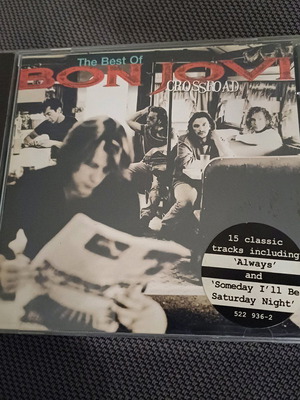 The Best Of
BON JOVI
CROSSROAD
15 classic
tracks including
'Always'
and
'Someday I'll Be
Saturday Night'
522 936-2